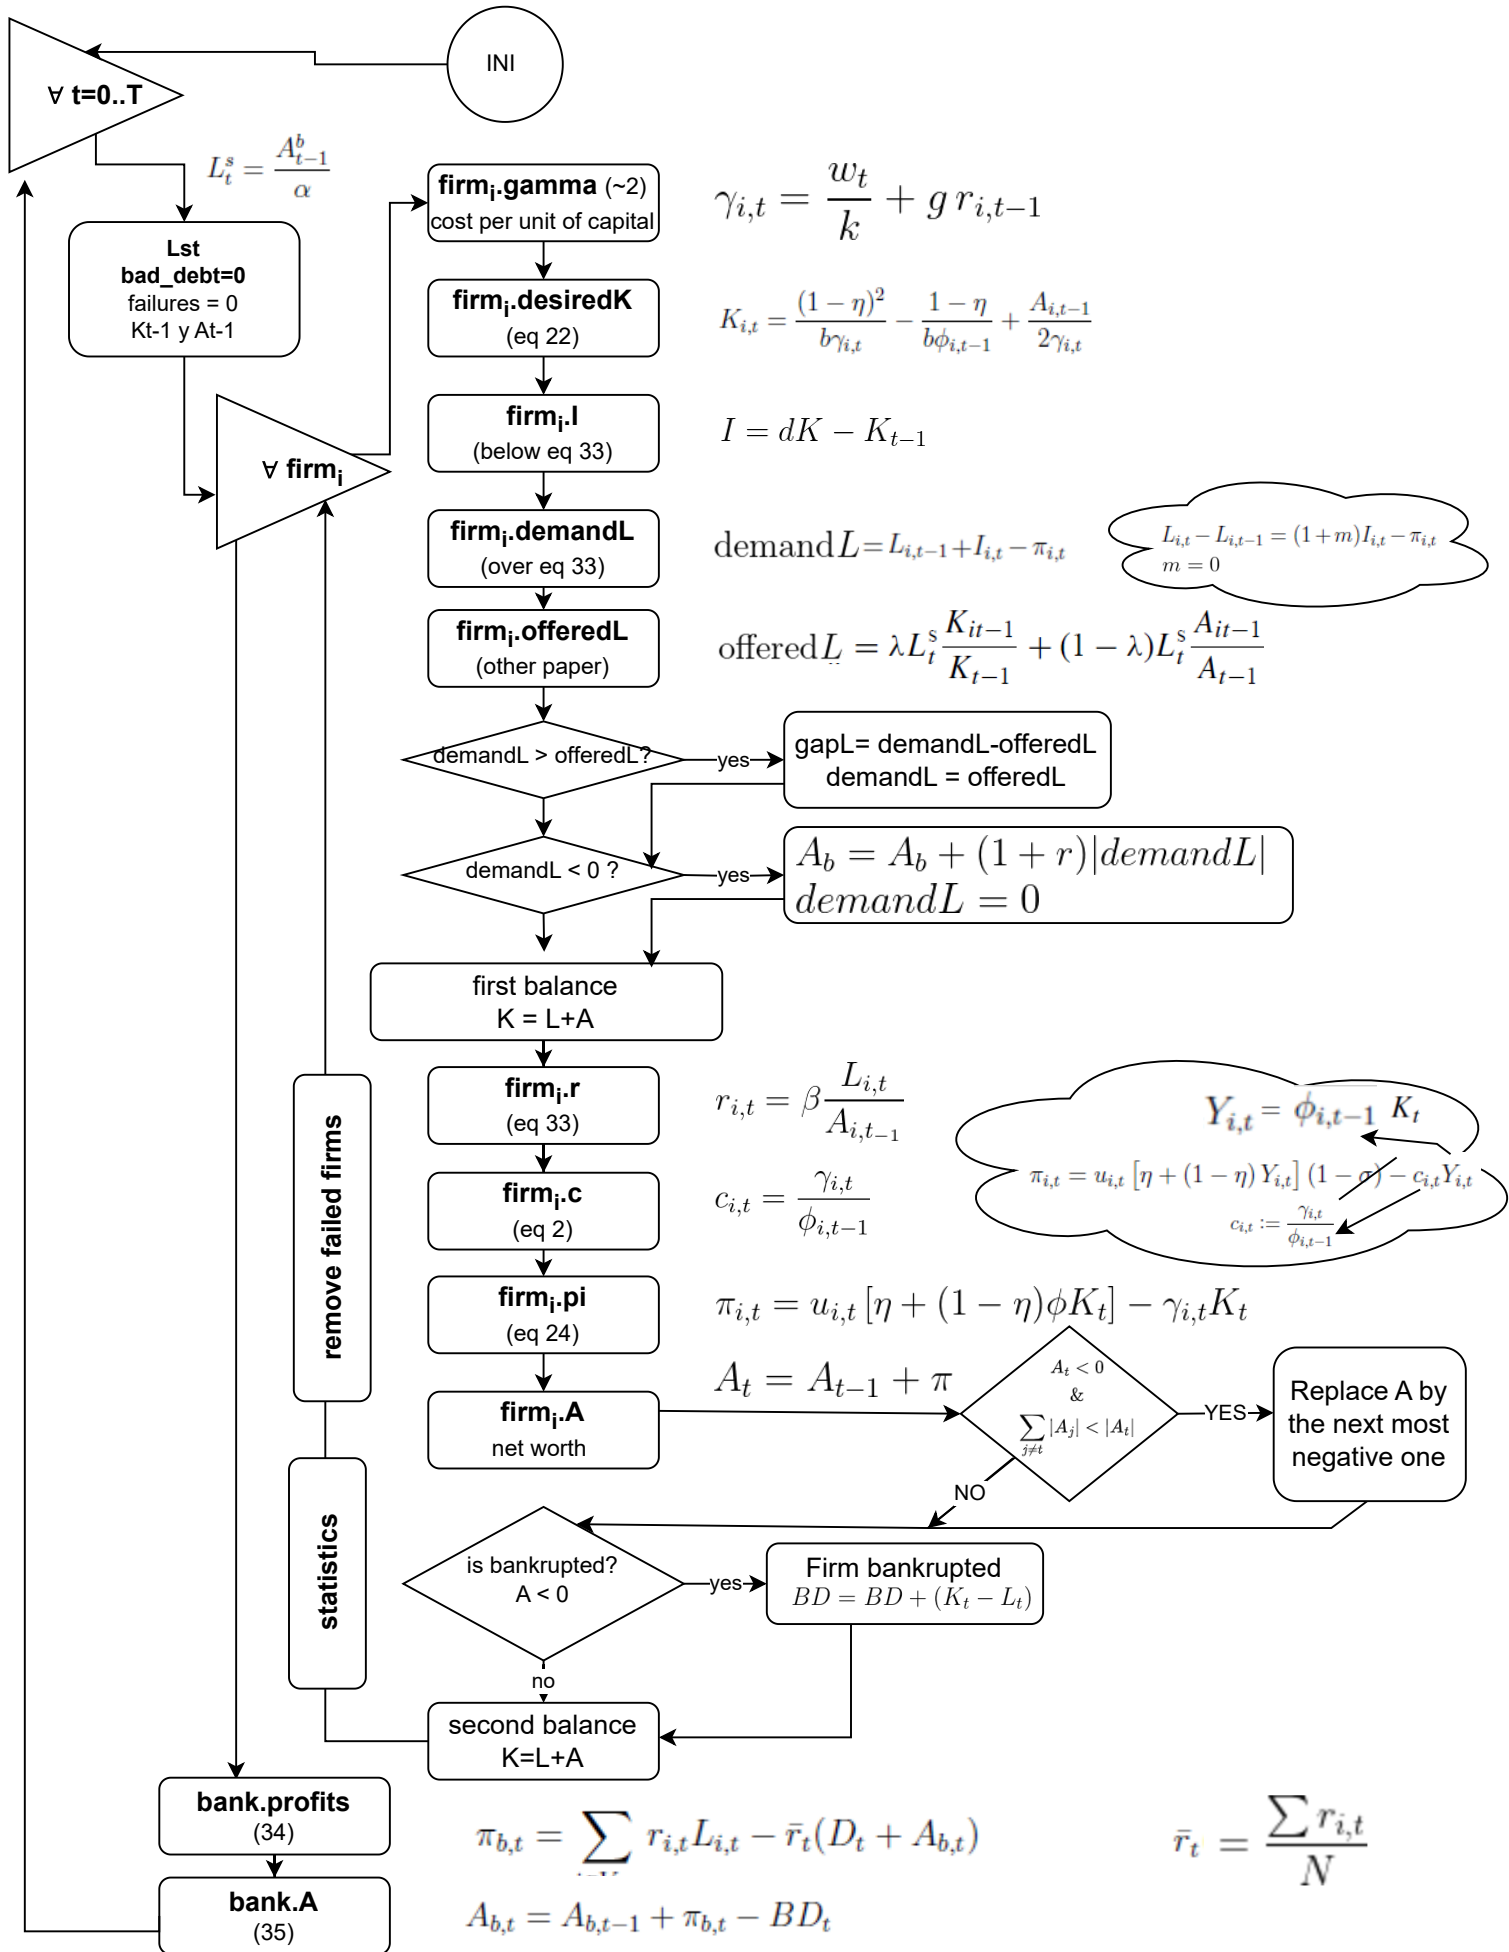 INI
∀ t=0..T
L_t^s = A_{t-1}^b / α
Lst
bad_debt=0
failures = 0
Kt-1 y At-1
∀ firm_i
firm_i.gamma (~2)
cost per unit of capital
γ_{i,t} = w_t / k + g r_{i,t-1}
firm_i.desiredK
(eq 22)
K_{i,t} = (1 − η)^2 / bγ_{i,t} − (1 − η) / bϕ_{i,t-1} + A_{i,t-1} / 2γ_{i,t}
firm_i.I
(below eq 33)
I = dK − K_{t-1}
firm_i.demandL
(over eq 33)
demandL = L_{i,t-1} + I_{i,t} − π_{i,t}
L_{i,t} − L_{i,t-1} = (1+m)I_{i,t} − π_{i,t}
m = 0
firm_i.offeredL
(other paper)
offeredL = λL_t^s K_{it-1} / K_{t-1} + (1 − λ)L_t^s A_{it-1} / A_{t-1}
demandL > offeredL?
yes
gapL= demandL-offeredL
demandL = offeredL
demandL < 0 ?
yes
A_b = A_b + (1 + r)|demandL|
demandL = 0
first balance
K = L+A
firm_i.r
(eq 33)
r_{i,t} = β L_{i,t} / A_{i,t-1}
Y_{i,t} = ϕ_{i,t-1} K_t
π_{i,t} = u_{i,t} [η + (1 − η) Y_{i,t}] (1 − σ) − c_{i,t}Y_{i,t}
c_{i,t} := γ_{i,t} / ϕ_{i,t-1}
firm_i.c
(eq 2)
c_{i,t} = γ_{i,t} / ϕ_{i,t-1}
firm_i.pi
(eq 24)
π_{i,t} = u_{i,t} [η + (1 − η)ϕK_t] − γ_{i,t}K_t
firm_i.A
net worth
A_t = A_{t-1} + π
A_t < 0
&
∑_{j≠t} |A_j| < |A_t|
YES
Replace A by
the next most
negative one
NO
is bankrupted?
A < 0
yes
Firm bankrupted
BD = BD + (K_t − L_t)
no
second balance
K=L+A
statistics
remove failed firms
bank.profits
(34)
π_{b,t} = ∑ r_{i,t}L_{i,t} − r̄_t(D_t + A_{b,t})
r̄_t = ∑ r_{i,t} / N
bank.A
(35)
A_{b,t} = A_{b,t-1} + π_{b,t} − BD_t